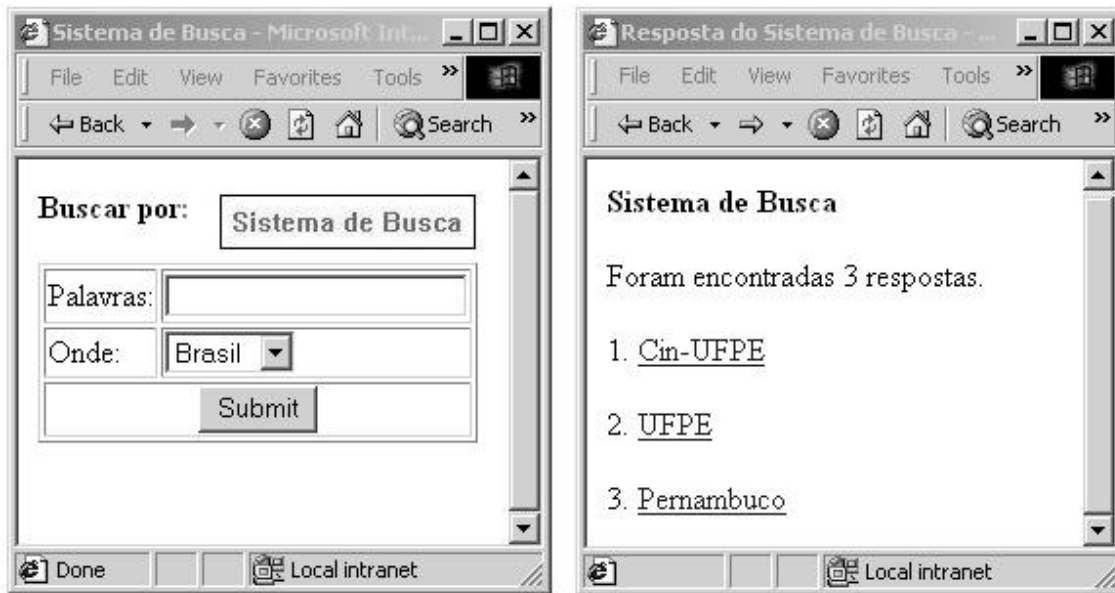 Sistema de Busca - Microsoft Int...
File Edit View Favorites Tools »
Back Search »
Buscar por:
Sistema de Busca
Palavras:
Onde: Brasil
Submit
Done Local intranet
Resposta do Sistema de Busca - ...
File Edit View Favorites Tools »
Back Search »
Sistema de Busca
Foram encontradas 3 respostas.
1. Cin-UFPE
2. UFPE
3. Pernambuco
Local intranet